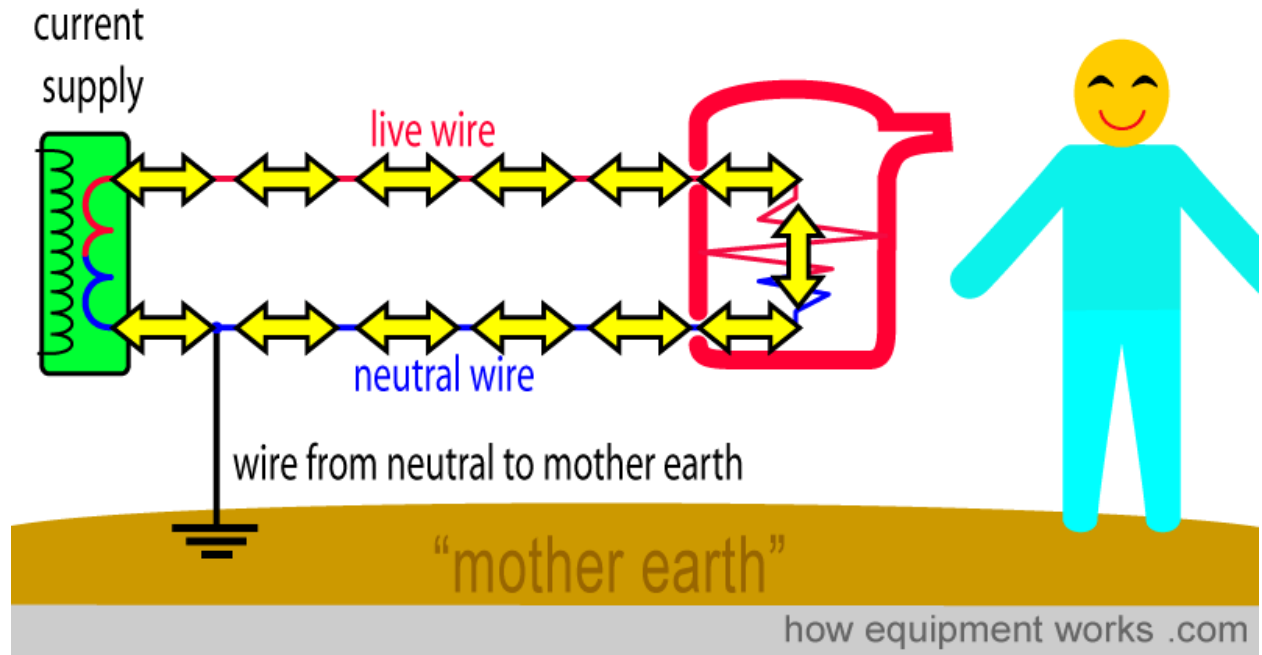 current
supply
live wire
neutral wire
wire from neutral to mother earth
“mother earth”
how equipment works .com